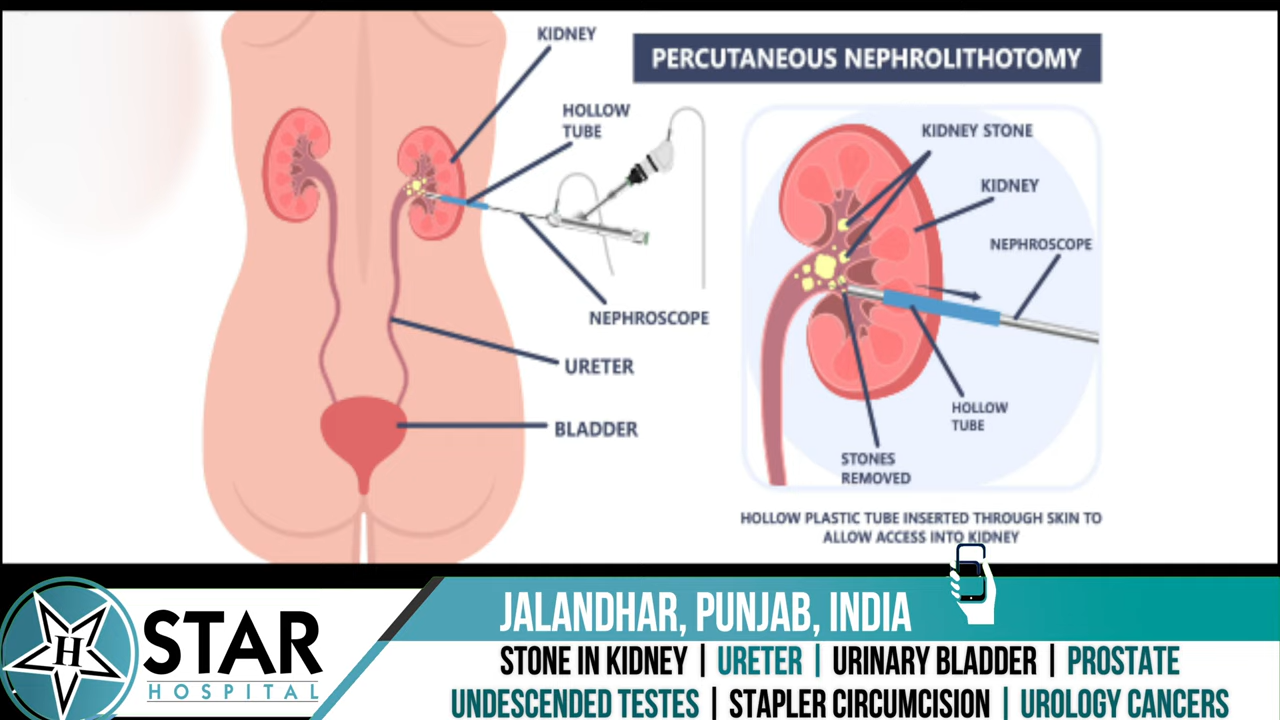 KIDNEY
PERCUTANEOUS NEPHROLITHOTOMY
HOLLOW
TUBE
NEPHROSCOPE
URETER
BLADDER
KIDNEY STONE
KIDNEY
NEPHROSCOPE
HOLLOW
TUBE
STONES
REMOVED
HOLLOW PLASTIC TUBE INSERTED THROUGH SKIN TO
ALLOW ACCESS INTO KIDNEY
H
STAR
HOSPITAL
JALANDHAR, PUNJAB, INDIA
STONE IN KIDNEY | URETER | URINARY BLADDER | PROSTATE
UNDESCENDED TESTES | STAPLER CIRCUMCISION | UROLOGY CANCERS